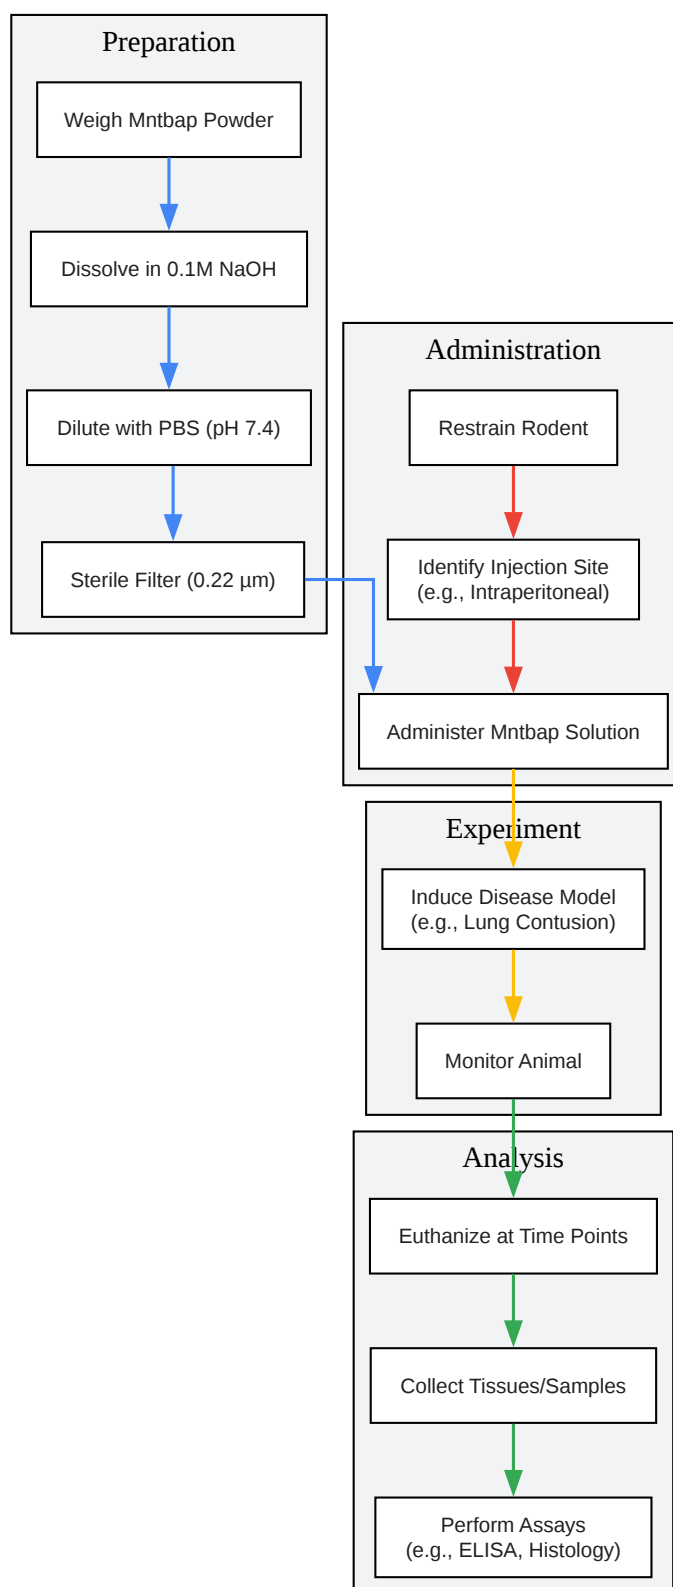 Preparation
Weigh Mntbap Powder
Dissolve in 0.1M NaOH
Dilute with PBS (pH 7.4)
Sterile Filter (0.22 µm)
Administration
Restrain Rodent
Identify Injection Site
(e.g., Intraperitoneal)
Administer Mntbap Solution
Experiment
Induce Disease Model
(e.g., Lung Contusion)
Monitor Animal
Analysis
Euthanize at Time Points
Collect Tissues/Samples
Perform Assays
(e.g., ELISA, Histology)